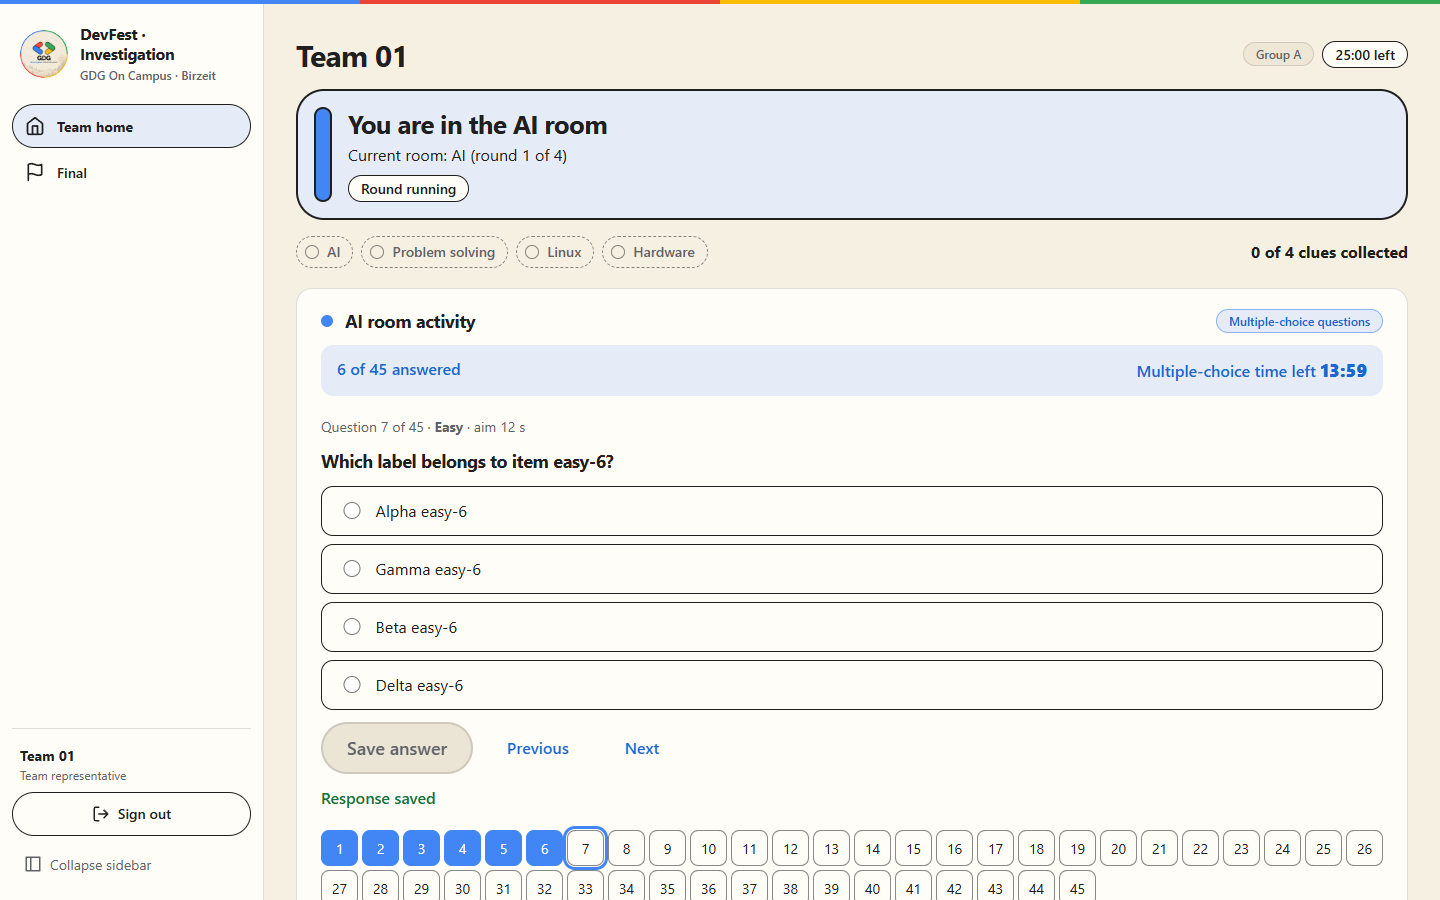 DevFest ·
Investigation
GDG On Campus · Birzeit
Team home
Final
Team 01
Team representative
Sign out
Collapse sidebar
Team 01
Group A
25:00 left
You are in the AI room
Current room: AI (round 1 of 4)
Round running
AI
Problem solving
Linux
Hardware
0 of 4 clues collected
AI room activity
Multiple-choice questions
6 of 45 answered
Multiple-choice time left 13:59
Question 7 of 45 · Easy · aim 12 s
Which label belongs to item easy-6?
Alpha easy-6
Gamma easy-6
Beta easy-6
Delta easy-6
Save answer
Previous
Next
Response saved
1 2 3 4 5 6 7 8 9 10 11 12 13 14 15 16 17 18 19 20 21 22 23 24 25 26
27 28 29 30 31 32 33 34 35 36 37 38 39 40 41 42 43 44 45